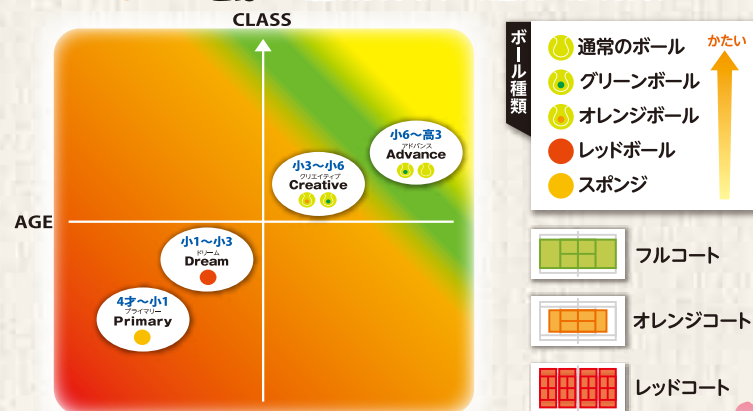 CLASS
AGE
小6〜高3
アドバンス
Advance
小3〜小6
クリエイティブ
Creative
小1〜小3
ドリーム
Dream
4才〜小1
プライマリー
Primary
ボール種類
かたい
通常のボール
グリーンボール
オレンジボール
レッドボール
スポンジ
フルコート
オレンジコート
レッドコート